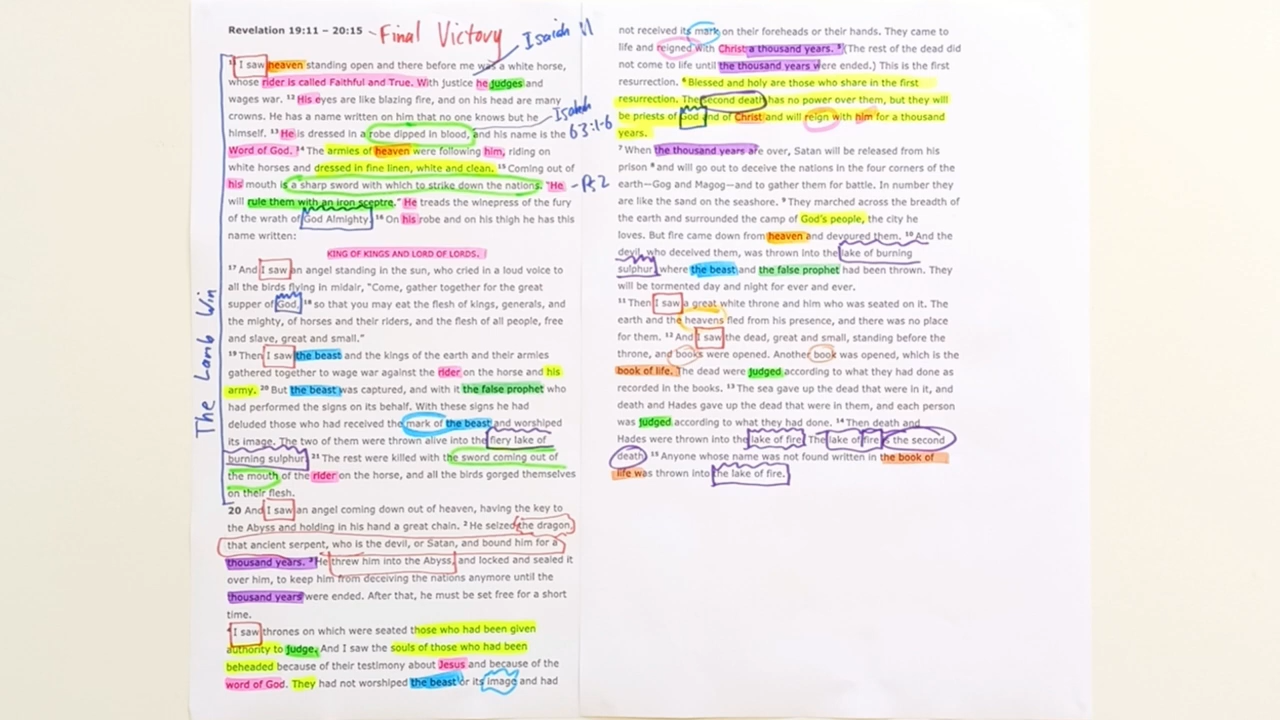 Revelation 19:11 – 20:15 ~ Final Victory
Isaiah 11
11 I saw heaven standing open and there before me was a white horse,
whose rider is called Faithful and True. With justice he judges and
wages war. 12 His eyes are like blazing fire, and on his head are many
crowns. He has a name written on him that no one knows but he
Isaiah
63:1-6
himself. 13 He is dressed in a robe dipped in blood, and his name is the
Word of God. 14 The armies of heaven were following him, riding on
white horses and dressed in fine linen, white and clean. 15 Coming out of
his mouth is a sharp sword with which to strike down the nations. "He
- Ps 2
will rule them with an iron sceptre." He treads the winepress of the fury
of the wrath of God Almighty. 16 On his robe and on his thigh he has this
name written:
KING OF KINGS AND LORD OF LORDS.
17 And I saw an angel standing in the sun, who cried in a loud voice to
all the birds flying in midair, "Come, gather together for the great
supper of God, 18 so that you may eat the flesh of kings, generals, and
the mighty, of horses and their riders, and the flesh of all people, free
and slave, great and small."
The Lamb Win
19 Then I saw the beast and the kings of the earth and their armies
gathered together to wage war against the rider on the horse and his
army. 20 But the beast was captured, and with it the false prophet who
had performed the signs on its behalf. With these signs he had
deluded those who had received the mark of the beast and worshiped
its image. The two of them were thrown alive into the fiery lake of
burning sulphur. 21 The rest were killed with the sword coming out of
the mouth of the rider on the horse, and all the birds gorged themselves
on their flesh.
20 And I saw an angel coming down out of heaven, having the key to
the Abyss and holding in his hand a great chain. 2 He seized the dragon,
that ancient serpent, who is the devil, or Satan, and bound him for a
thousand years. 3 He threw him into the Abyss, and locked and sealed it
over him, to keep him from deceiving the nations anymore until the
thousand years were ended. After that, he must be set free for a short
time.
4 I saw thrones on which were seated those who had been given
authority to judge. And I saw the souls of those who had been
beheaded because of their testimony about Jesus and because of the
word of God. They had not worshiped the beast or its image and had
not received its mark on their foreheads or their hands. They came to
life and reigned with Christ a thousand years. 5 (The rest of the dead did
not come to life until the thousand years were ended.) This is the first
resurrection. 6 Blessed and holy are those who share in the first
resurrection. The second death has no power over them, but they will
be priests of God and of Christ and will reign with him for a thousand
years.
7 When the thousand years are over, Satan will be released from his
prison 8 and will go out to deceive the nations in the four corners of the
earth—Gog and Magog—and to gather them for battle. In number they
are like the sand on the seashore. 9 They marched across the breadth of
the earth and surrounded the camp of God's people, the city he
loves. But fire came down from heaven and devoured them. 10 And the
devil, who deceived them, was thrown into the lake of burning
sulphur, where the beast and the false prophet had been thrown. They
will be tormented day and night for ever and ever.
11 Then I saw a great white throne and him who was seated on it. The
earth and the heavens fled from his presence, and there was no place
for them. 12 And I saw the dead, great and small, standing before the
throne, and books were opened. Another book was opened, which is the
book of life. The dead were judged according to what they had done as
recorded in the books. 13 The sea gave up the dead that were in it, and
death and Hades gave up the dead that were in them, and each person
was judged according to what they had done. 14 Then death and
Hades were thrown into the lake of fire. The lake of fire is the second
death. 15 Anyone whose name was not found written in the book of
life was thrown into the lake of fire.